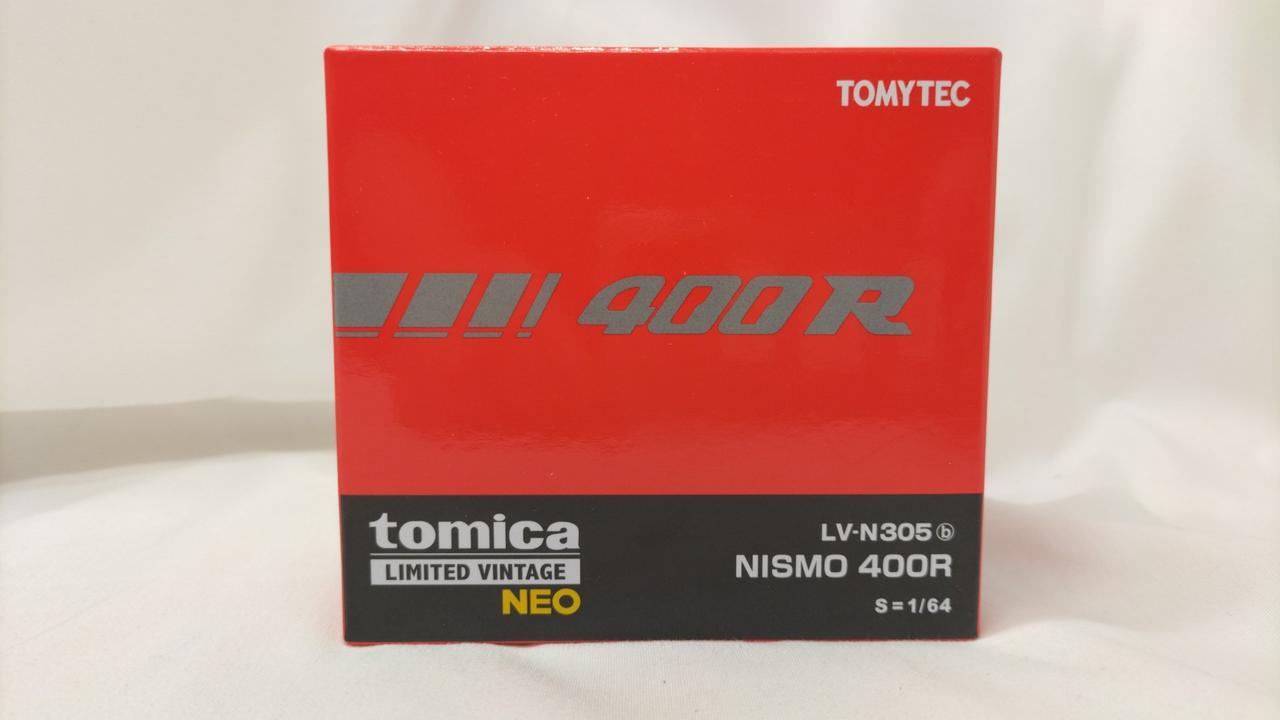 TOMYTEC
400R
tomica
LIMITED VINTAGE
NEO
LV-N305ⓑ
NISMO 400R
S=1/64